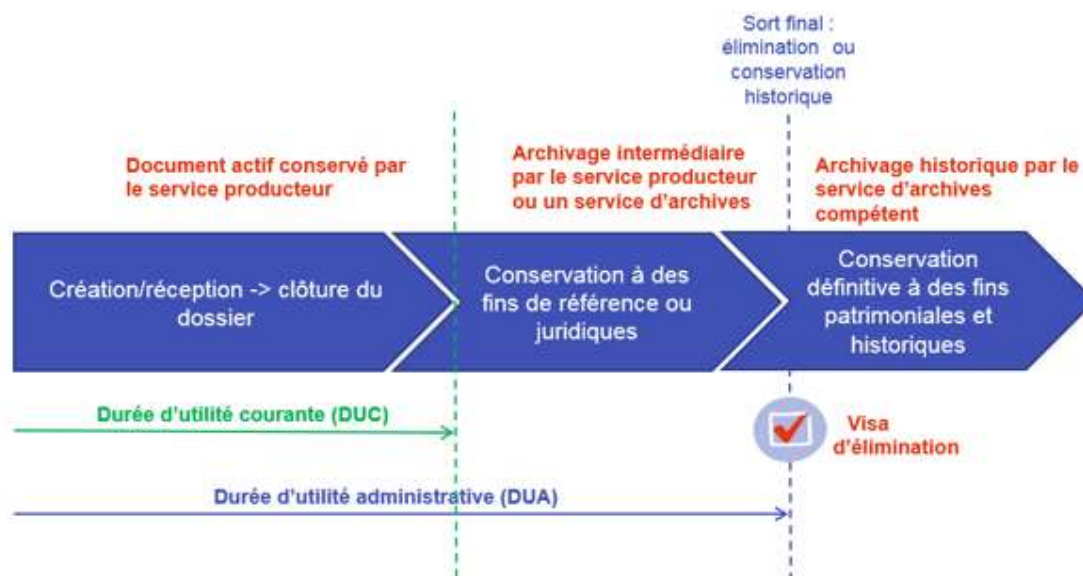 Sort final :
élimination ou
conservation
historique
Document actif conservé par
le service producteur
Archivage intermédiaire
par le service producteur
ou un service d'archives
Archivage historique par le
service d'archives
compétent
Création/réception -> clôture du
dossier
Conservation à des
fins de référence ou
juridiques
Conservation
définitive à des fins
patrimoniales et
historiques
Durée d'utilité courante (DUC)
Visa
d'élimination
Durée d'utilité administrative (DUA)